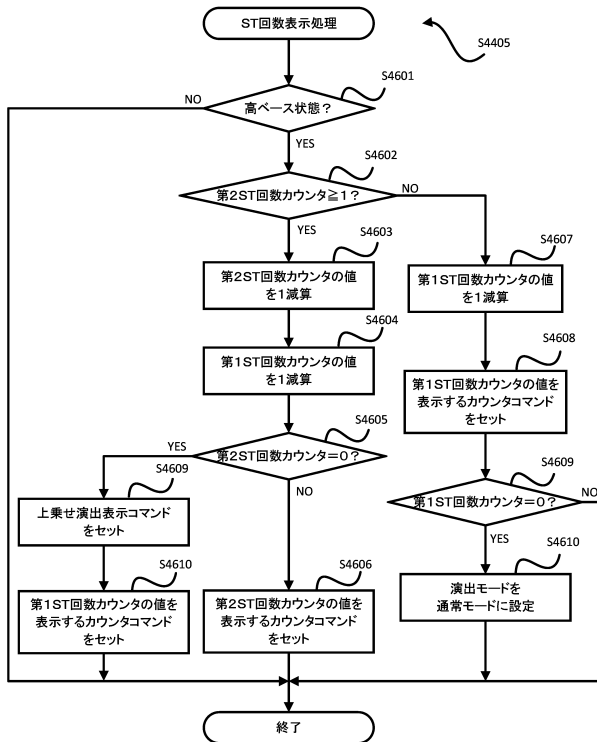 ST回数表示処理
S4405
S4601
高ベース状態？
NO
YES
S4602
第2ST回数カウンタ≧1？
NO
YES
S4603
第2ST回数カウンタの値
を1減算
S4604
第1ST回数カウンタの値
を1減算
S4605
第2ST回数カウンタ=0？
YES
NO
S4609
上乗せ演出表示コマンド
をセット
S4610
第1ST回数カウンタの値を
表示するカウンタコマンド
をセット
S4606
第2ST回数カウンタの値を
表示するカウンタコマンド
をセット
S4607
第1ST回数カウンタの値
を1減算
S4608
第1ST回数カウンタの値を
表示するカウンタコマンド
をセット
S4609
第1ST回数カウンタ=0？
NO
YES
S4610
演出モードを
通常モードに設定
終了